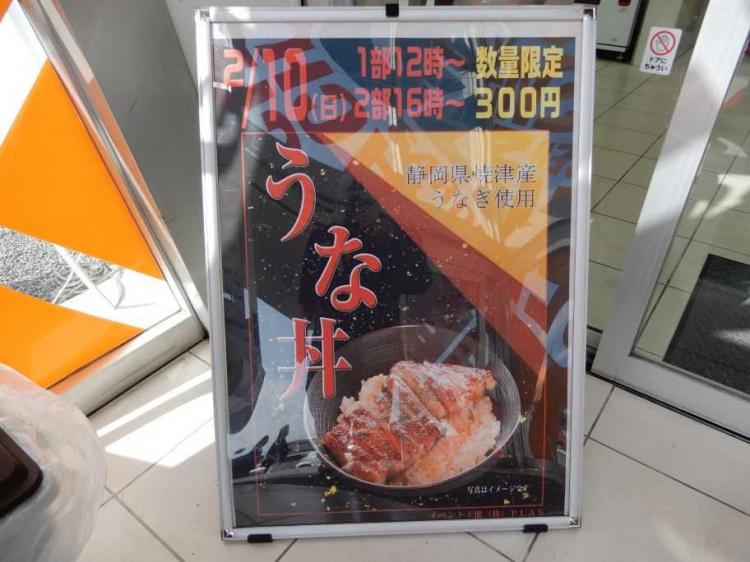 2/10(日)
1部12時〜 数量限定
2部16時〜 300円
静岡県焼津産
うなぎ使用
うな丼
写真はイメージです
イベント主催（株）PLAS
ドアに
ちゅうい